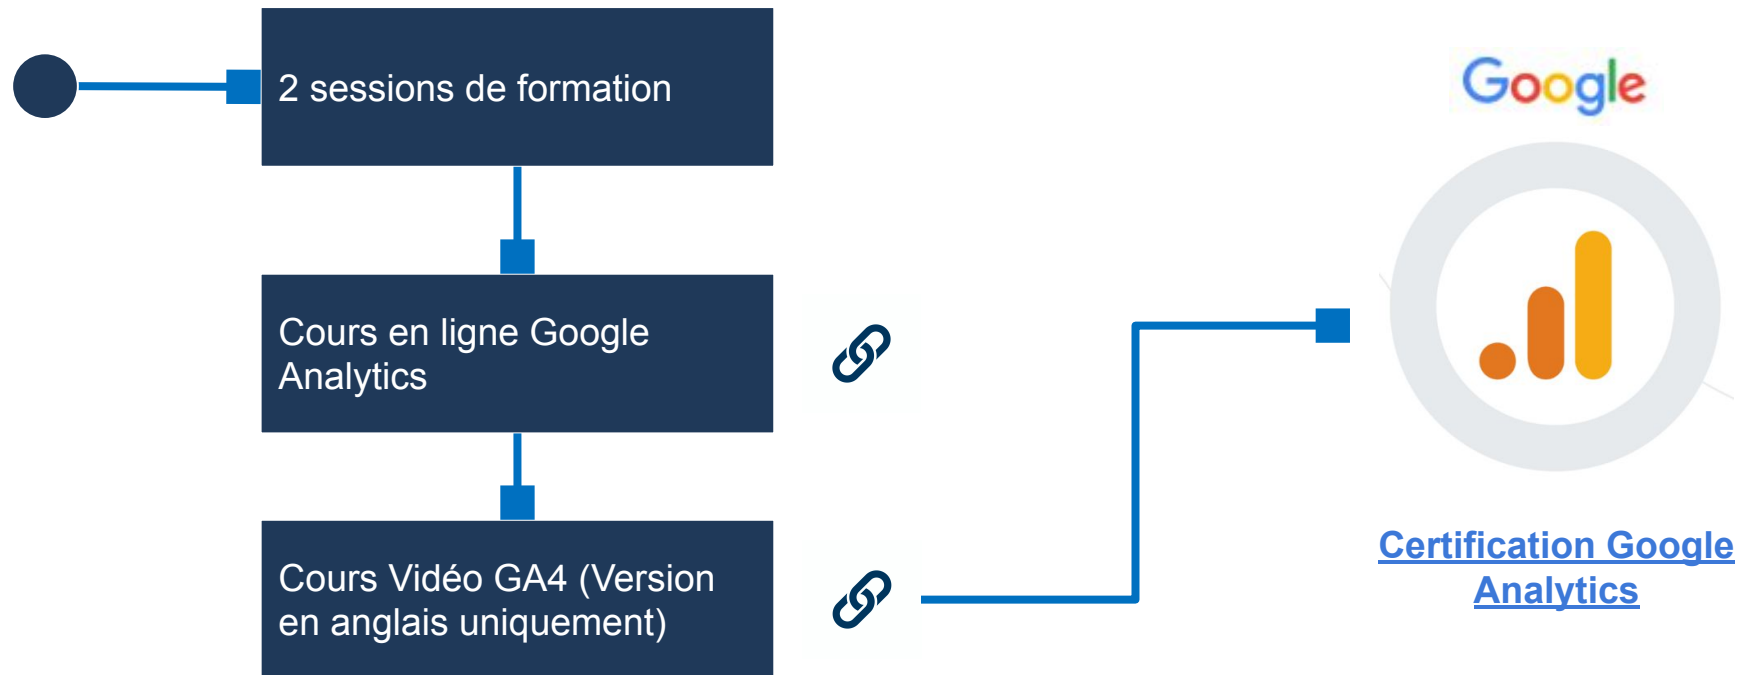 2 sessions de formation
Google
Cours en ligne Google
Analytics
Cours Vidéo GA4 (Version
en anglais uniquement)
Certification Google
Analytics